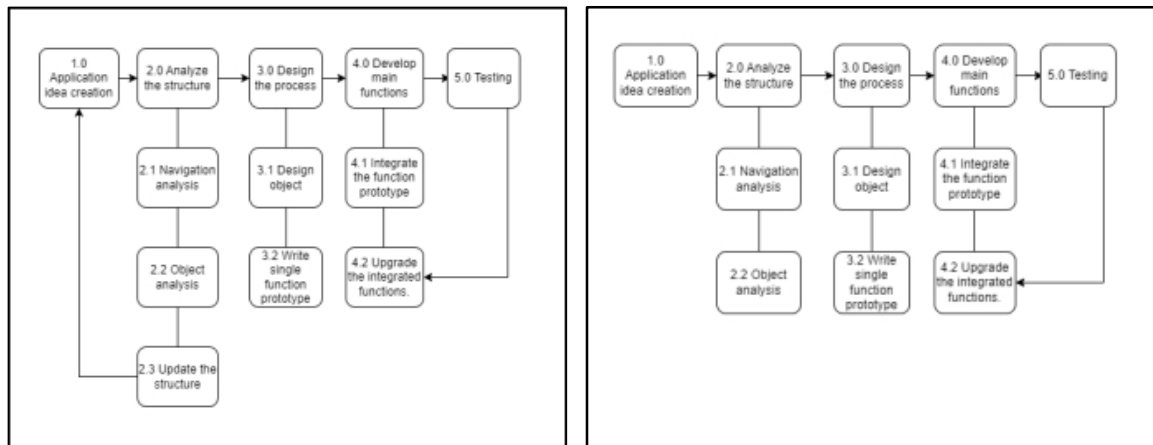 1.0
Application
idea creation
2.0 Analyze
the structure
3.0 Design
the process
4.0 Develop
main
functions
5.0 Testing
2.1 Navigation
analysis
3.1 Design
object
4.1 Integrate
the function
prototype
2.2 Object
analysis
3.2 Write
single
function
prototype
4.2 Upgrade
the integrated
functions.
2.3 Update the
structure
1.0
Application
idea creation
2.0 Analyze
the structure
3.0 Design
the process
4.0 Develop
main
functions
5.0 Testing
2.1 Navigation
analysis
3.1 Design
object
4.1 Integrate
the function
prototype
2.2 Object
analysis
3.2 Write
single
function
prototype
4.2 Upgrade
the integrated
functions.